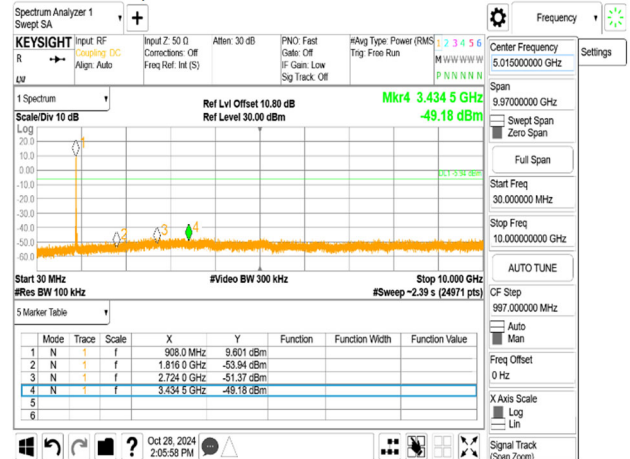 Spectrum Analyzer 1
Swept SA
+
Frequency
KEYSIGHT
R
Input: RF
Coupling: DC
Align: Auto
Input Z: 50 Ω
Corrections: Off
Freq Ref: Int (S)
Atten: 30 dB
PNO: Fast
Gate: Off
IF Gain: Low
Sig Track: Off
#Avg Type: Power (RMS
Trig: Free Run
1 2 3 4 5 6
M W W W W W
P N N N N N
Center Frequency
5.015000000 GHz
Settings
Span
9.97000000 GHz
Swept Span
Zero Span
Full Span
Start Freq
30.000000 MHz
Stop Freq
10.000000000 GHz
AUTO TUNE
CF Step
997.000000 MHz
Auto
Man
Freq Offset
0 Hz
X Axis Scale
Log
Lin
Signal Track
(Span Zoom)
1 Spectrum
Scale/Div 10 dB
Ref Lvl Offset 10.80 dB
Ref Level 30.00 dBm
Mkr4 3.434 5 GHz
-49.18 dBm
Log
20.0
10.0
0.00
-10.0
-20.0
-30.0
-40.0
-50.0
-60.0
1
2
3
4
Start 30 MHz
#Video BW 300 kHz
Stop 10.000 GHz
#Res BW 100 kHz
#Sweep ~2.39 s (24971 pts)
5 Marker Table
Mode Trace Scale X Y Function Function Width Function Value
1 N 1 f 908.0 MHz 9.601 dBm
2 N 1 f 1.816 0 GHz -53.94 dBm
3 N 1 f 2.724 0 GHz -51.37 dBm
4 N 1 f 3.434 5 GHz -49.18 dBm
5
6
?
Oct 28, 2024
2:05:58 PM